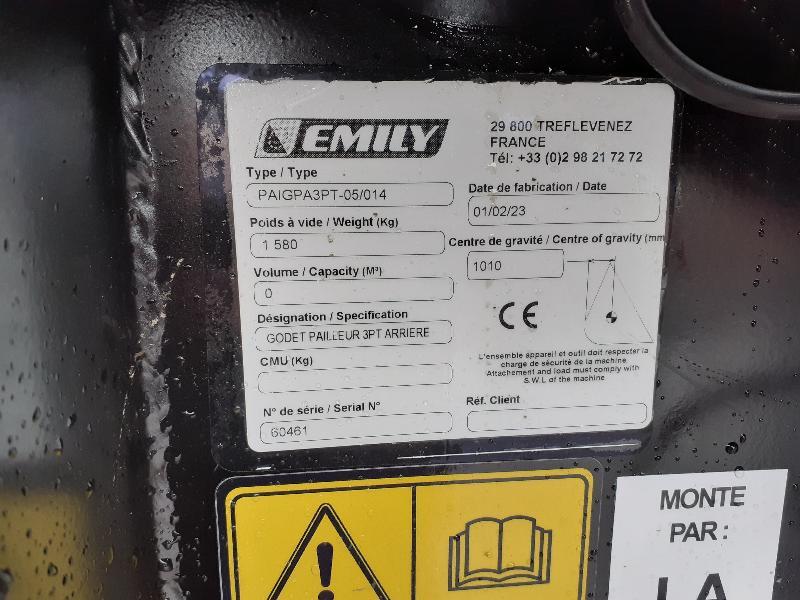 EMILY
29 800 TREFLEVENEZ
FRANCE
Tél: +33 (0)2 98 21 72 72
Type / Type
PAIGPA3PT-05/014
Date de fabrication / Date
01/02/23
Poids à vide / Weight (Kg)
1 580
Centre de gravité / Centre of gravity (mm
1010
Volume / Capacity (M³)
0
CE
Désignation / Specification
GODET PAILLEUR 3PT ARRIERE
L'ensemble appareil et outil doit respecter la
charge de sécurité de la machine.
Attachement and load must comply with
S.W.L of the machine
CMU (Kg)
N° de série / Serial N°
60461
Réf. Client
MONTE
PAR :
LA